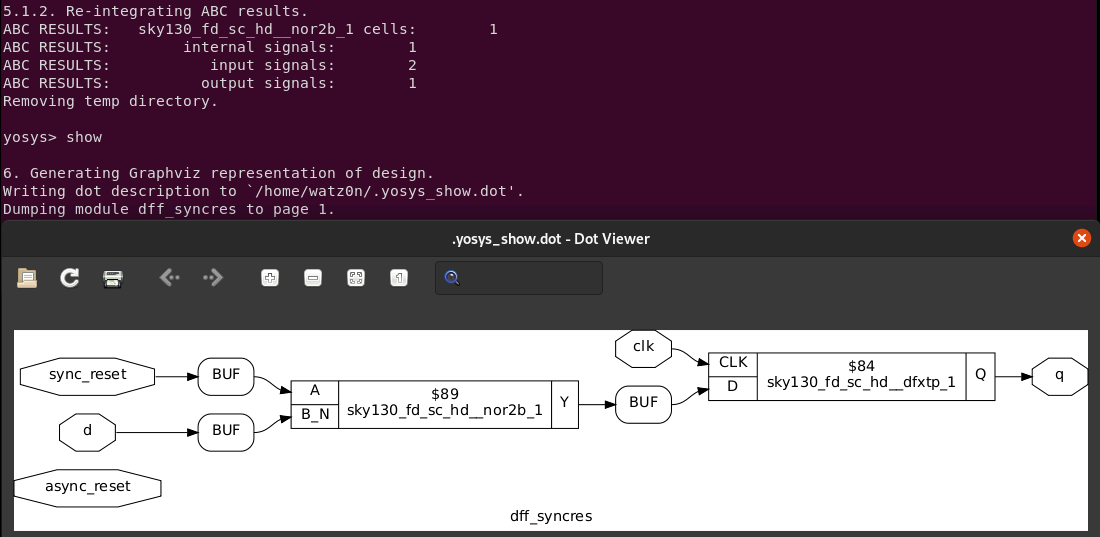 5.1.2. Re-integrating ABC results.
ABC RESULTS:   sky130_fd_sc_hd__nor2b_1 cells:        1
ABC RESULTS:        internal signals:        1
ABC RESULTS:           input signals:        2
ABC RESULTS:          output signals:        1
Removing temp directory.
yosys> show
6. Generating Graphviz representation of design.
Writing dot description to `/home/watz0n/.yosys_show.dot'.
Dumping module dff_syncres to page 1.
.yosys_show.dot - Dot Viewer
1
sync_reset
BUF
d
BUF
async_reset
A
B_N
$89
sky130_fd_sc_hd__nor2b_1
Y
BUF
clk
CLK
D
$84
sky130_fd_sc_hd__dfxtp_1
Q
q
dff_syncres